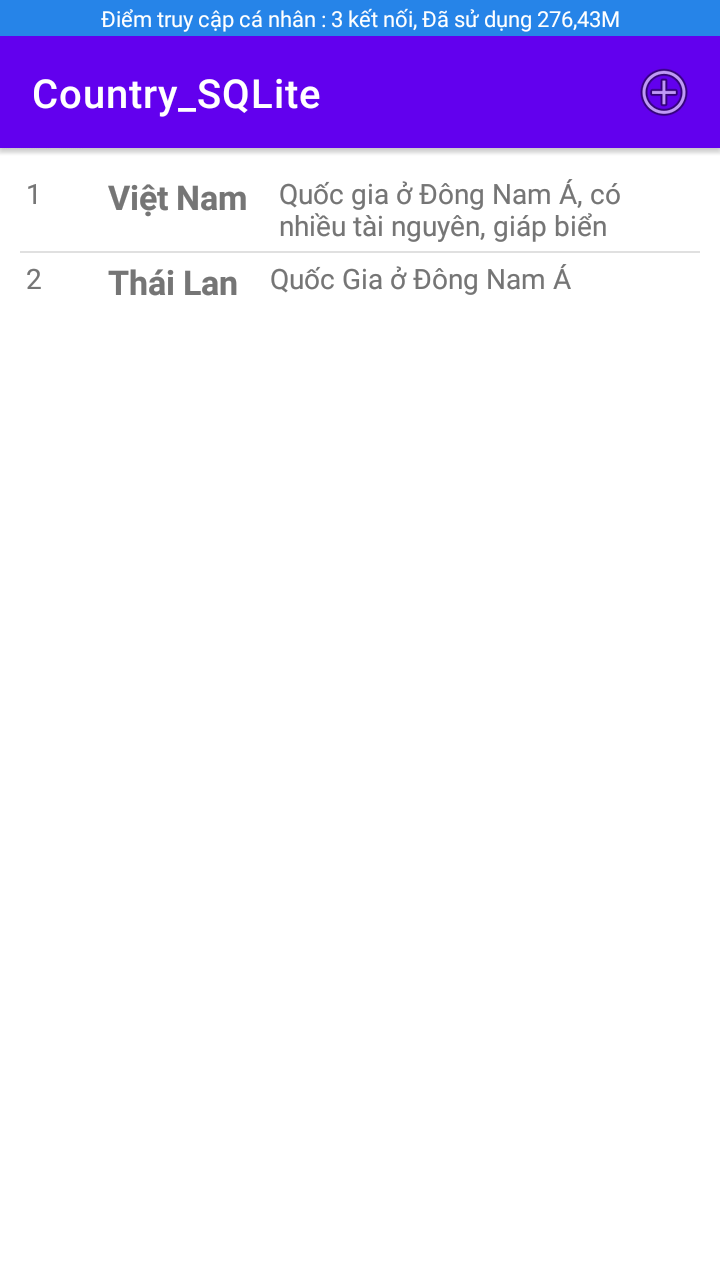 Điểm truy cập cá nhân : 3 kết nối, Đã sử dụng 276,43M
Country_SQLite
1 Việt Nam Quốc gia ở Đông Nam Á, có
nhiều tài nguyên, giáp biển
2 Thái Lan Quốc Gia ở Đông Nam Á